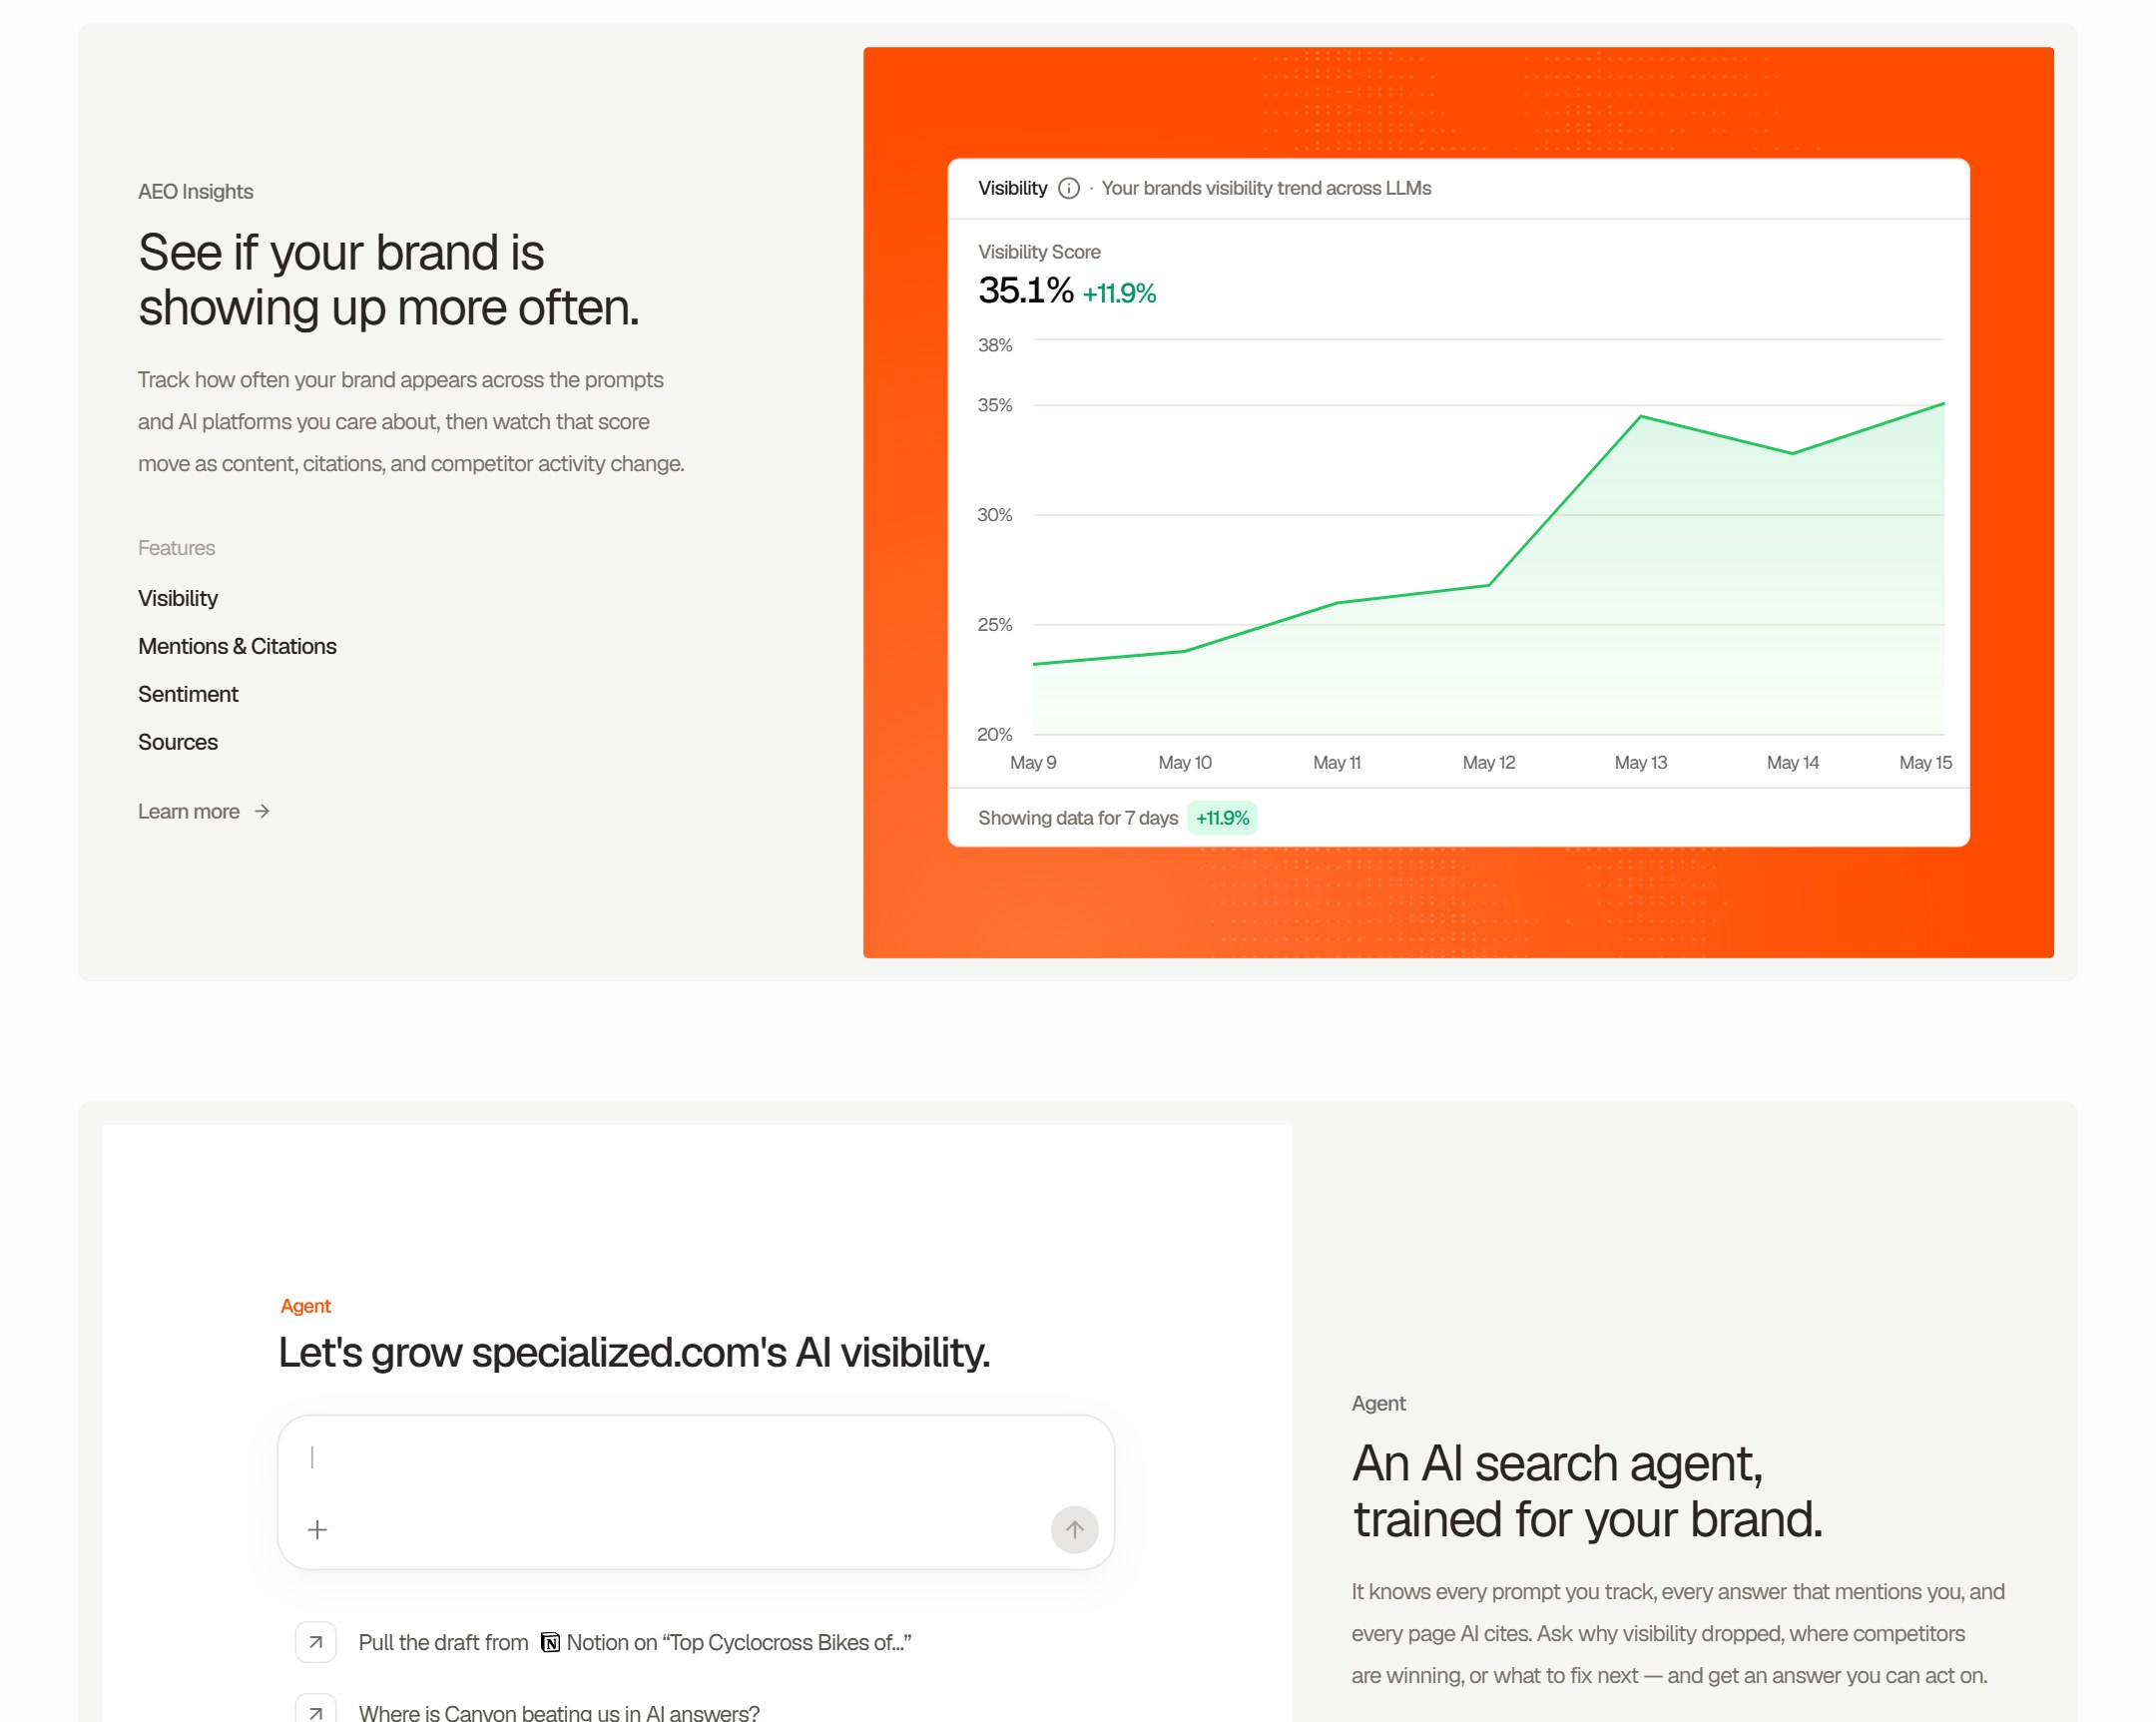 AEO Insights
See if your brand is
showing up more often.
Track how often your brand appears across the prompts
and AI platforms you care about, then watch that score
move as content, citations, and competitor activity change.
Features
Visibility
Mentions & Citations
Sentiment
Sources
Learn more
Visibility · Your brands visibility trend across LLMs
Visibility Score
35.1% +11.9%
38%
35%
30%
25%
20%
May 9 May 10 May 11 May 12 May 13 May 14 May 15
Showing data for 7 days +11.9%
Agent
Let's grow specialized.com's AI visibility.
Pull the draft from Notion on “Top Cyclocross Bikes of...”
Where is Canyon beating us in AI answers?
Agent
An AI search agent,
trained for your brand.
It knows every prompt you track, every answer that mentions you, and
every page AI cites. Ask why visibility dropped, where competitors
are winning, or what to fix next — and get an answer you can act on.